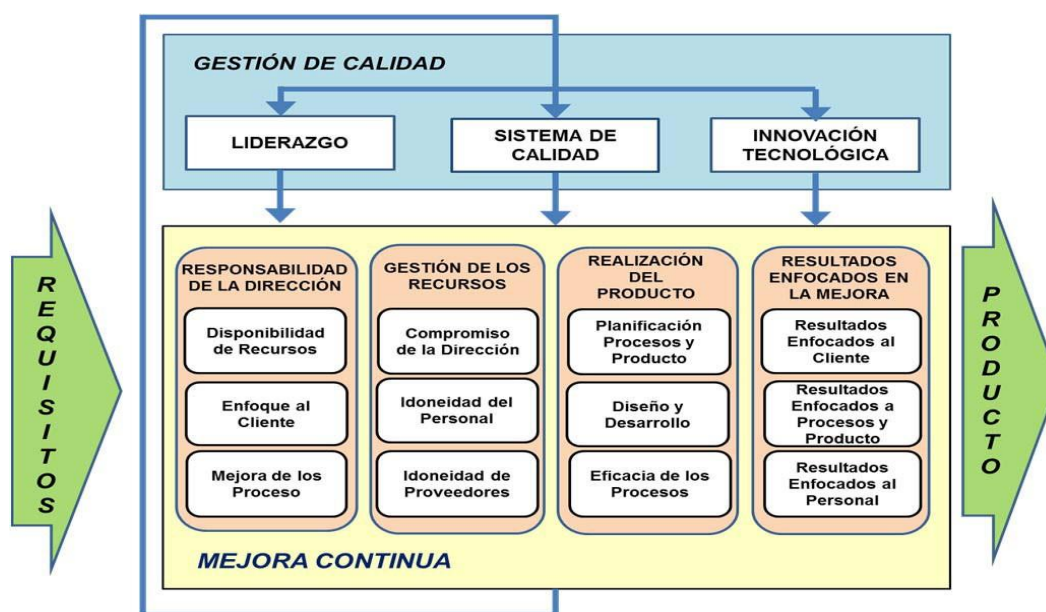 GESTIÓN DE CALIDAD
LIDERAZGO
SISTEMA DE
CALIDAD
INNOVACIÓN
TECNOLÓGICA
REQUISITOS
RESPONSABILIDAD
DE LA DIRECCIÓN
Disponibilidad
de Recursos
Enfoque al
Cliente
Mejora de los
Proceso
GESTIÓN DE LOS
RECURSOS
Compromiso
de la Dirección
Idoneidad del
Personal
Idoneidad de
Proveedores
REALIZACIÓN
DEL
PRODUCTO
Planificación
Procesos y
Producto
Diseño y
Desarrollo
Eficacia de los
Procesos
RESULTADOS
ENFOCADOS EN
LA MEJORA
Resultados
Enfocados al
Cliente
Resultados
Enfocados a
Procesos y
Producto
Resultados
Enfocados al
Personal
MEJORA CONTINUA
PRODUCTO